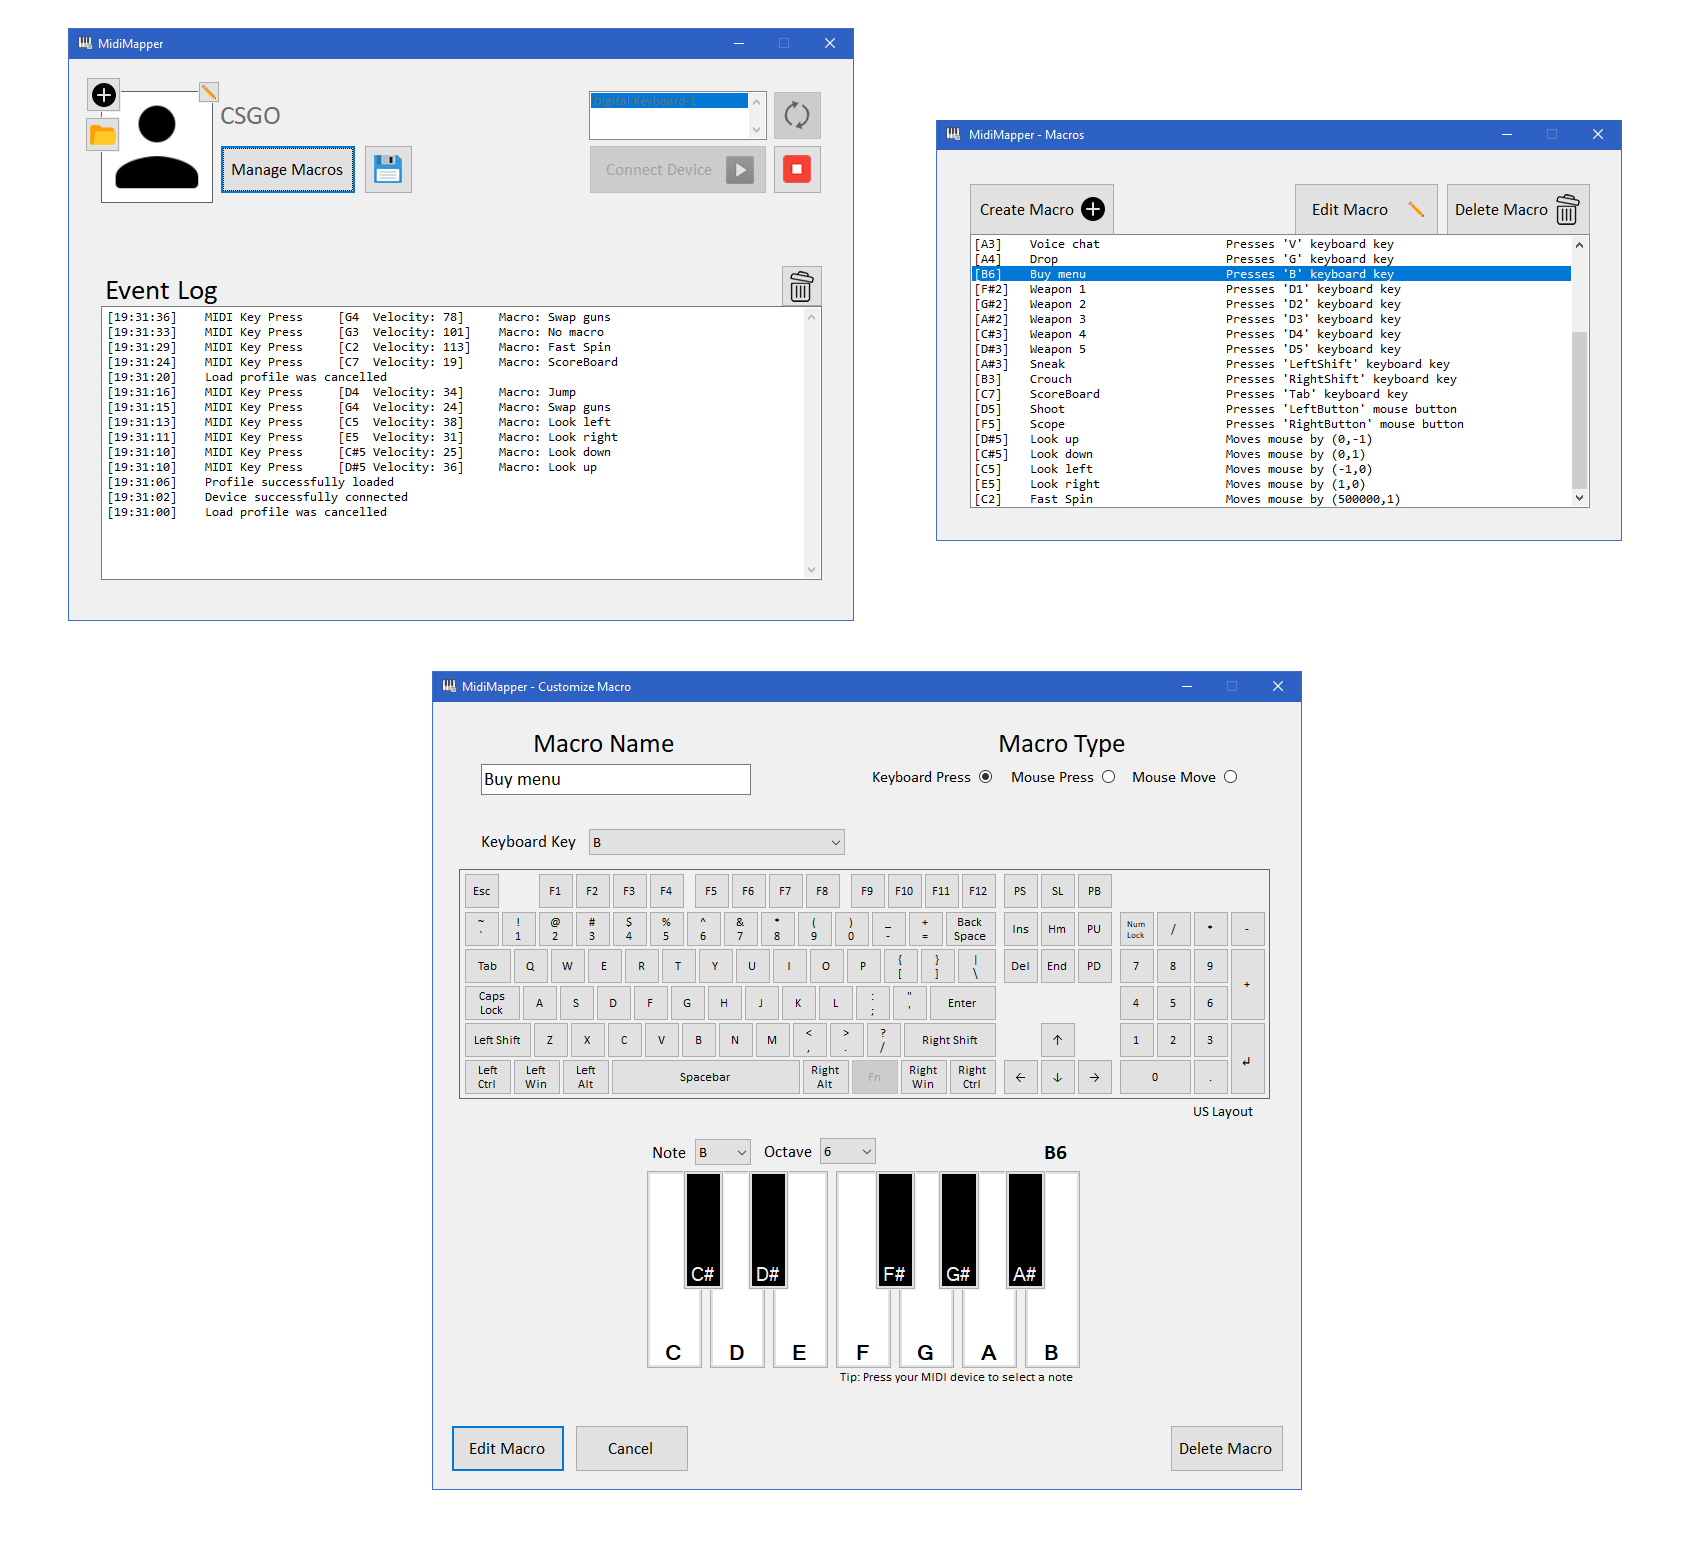 MidiMapper
CSGO
Digital Keyboard-1
Manage Macros
Connect Device
Event Log
[19:31:36] MIDI Key Press [G4 Velocity: 78] Macro: Swap guns
[19:31:33] MIDI Key Press [G3 Velocity: 101] Macro: No macro
[19:31:29] MIDI Key Press [C2 Velocity: 113] Macro: Fast Spin
[19:31:24] MIDI Key Press [C7 Velocity: 19] Macro: ScoreBoard
[19:31:20] Load profile was cancelled
[19:31:16] MIDI Key Press [D4 Velocity: 34] Macro: Jump
[19:31:15] MIDI Key Press [G4 Velocity: 24] Macro: Swap guns
[19:31:13] MIDI Key Press [C5 Velocity: 38] Macro: Look left
[19:31:11] MIDI Key Press [E5 Velocity: 31] Macro: Look right
[19:31:10] MIDI Key Press [C#5 Velocity: 25] Macro: Look down
[19:31:10] MIDI Key Press [D#5 Velocity: 36] Macro: Look up
[19:31:06] Profile successfully loaded
[19:31:02] Device successfully connected
[19:31:00] Load profile was cancelled
MidiMapper - Macros
Create Macro Edit Macro Delete Macro
[A3] Voice chat Presses 'V' keyboard key
[A4] Drop Presses 'G' keyboard key
[B6] Buy menu Presses 'B' keyboard key
[F#2] Weapon 1 Presses 'D1' keyboard key
[G#2] Weapon 2 Presses 'D2' keyboard key
[A#2] Weapon 3 Presses 'D3' keyboard key
[C#3] Weapon 4 Presses 'D4' keyboard key
[D#3] Weapon 5 Presses 'D5' keyboard key
[A#3] Sneak Presses 'LeftShift' keyboard key
[B3] Crouch Presses 'RightShift' keyboard key
[C7] ScoreBoard Presses 'Tab' keyboard key
[D5] Shoot Presses 'LeftButton' mouse button
[F5] Scope Presses 'RightButton' mouse button
[D#5] Look up Moves mouse by (0,-1)
[C#5] Look down Moves mouse by (0,1)
[C5] Look left Moves mouse by (-1,0)
[E5] Look right Moves mouse by (1,0)
[C2] Fast Spin Moves mouse by (500000,1)
MidiMapper - Customize Macro
Macro Name Macro Type
Buy menu
Keyboard Press Mouse Press Mouse Move
Keyboard Key B
Esc F1 F2 F3 F4 F5 F6 F7 F8 F9 F10 F11 F12 PS SL PB
~ ! @ # $ % ^ & * ( ) _ + Back
` 1 2 3 4 5 6 7 8 9 0 - = Space Ins Hm PU Num Lock / * -
Tab Q W E R T Y U I O P { [ } ] | \ Del End PD 7 8 9 +
Caps Lock A S D F G H J K L : ; " ' Enter 4 5 6
Left Shift Z X C V B N M < , > . ? / Right Shift ↑ 1 2 3 ↵
Left Ctrl Left Win Left Alt Spacebar Right Alt Fn Right Win Right Ctrl ← ↓ → 0 .
US Layout
Note B Octave 6 B6
C# D# F# G# A#
C D E F G A B
Tip: Press your MIDI device to select a note
Edit Macro Cancel Delete Macro